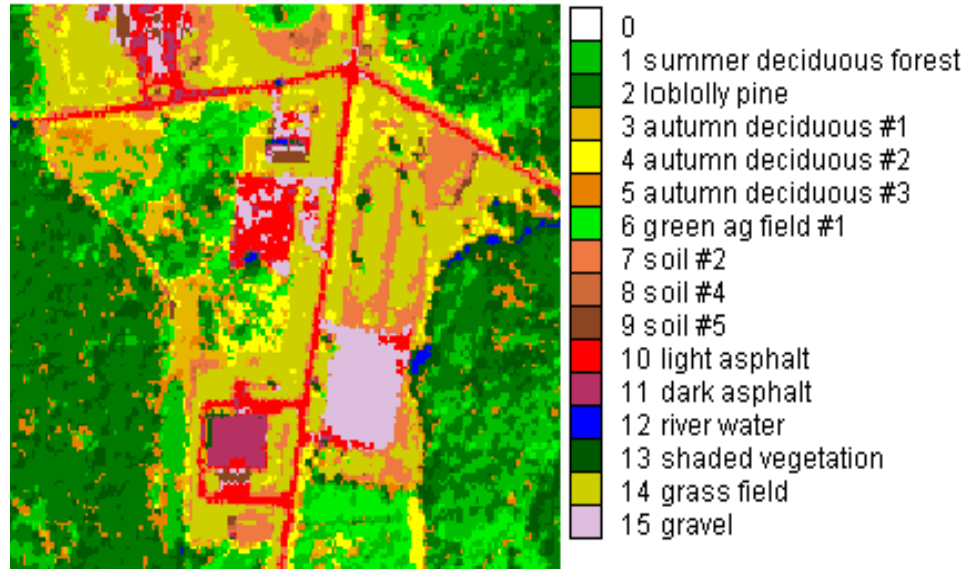 0
1 summer deciduous forest
2 loblolly pine
3 autumn deciduous #1
4 autumn deciduous #2
5 autumn deciduous #3
6 green ag field #1
7 soil #2
8 soil #4
9 soil #5
10 light asphalt
11 dark asphalt
12 river water
13 shaded vegetation
14 grass field
15 gravel